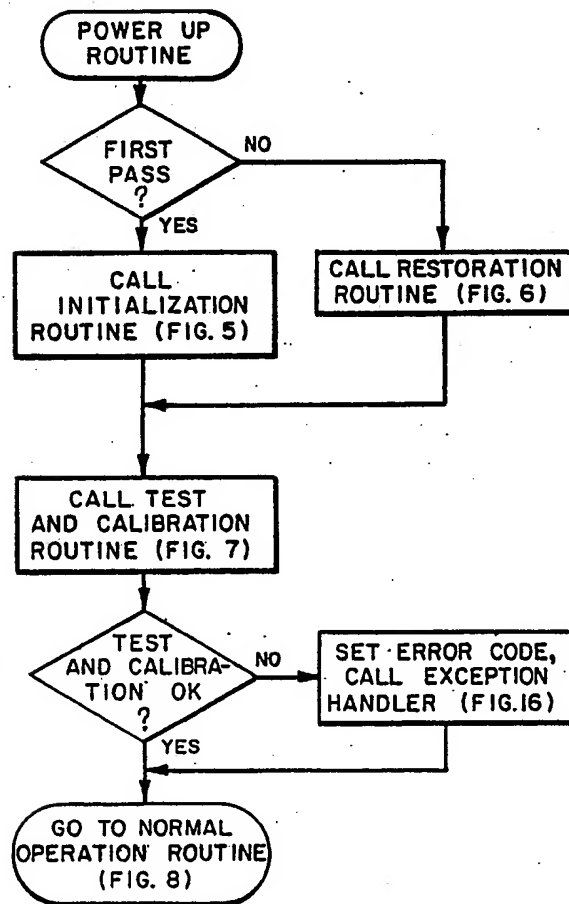 POWER UP
ROUTINE
FIRST
PASS
?
NO
YES
CALL
INITIALIZATION
ROUTINE (FIG. 5)
CALL RESTORATION
ROUTINE (FIG. 6)
CALL TEST
AND CALIBRATION
ROUTINE (FIG. 7)
TEST
AND CALIBRA-
TION OK
?
NO
YES
SET ERROR CODE,
CALL EXCEPTION
HANDLER (FIG.16)
GO TO NORMAL
OPERATION ROUTINE
(FIG. 8)